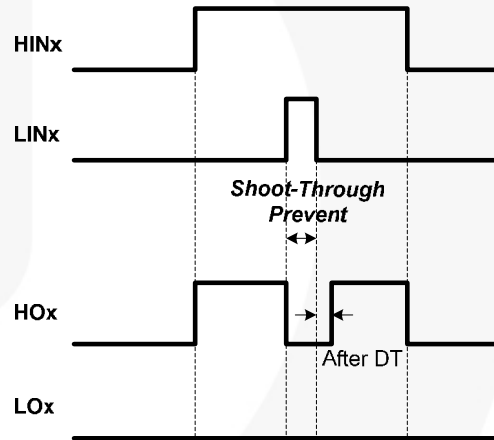 HINx
LINx
Shoot-Through
Prevent
HOx
After DT
LOx